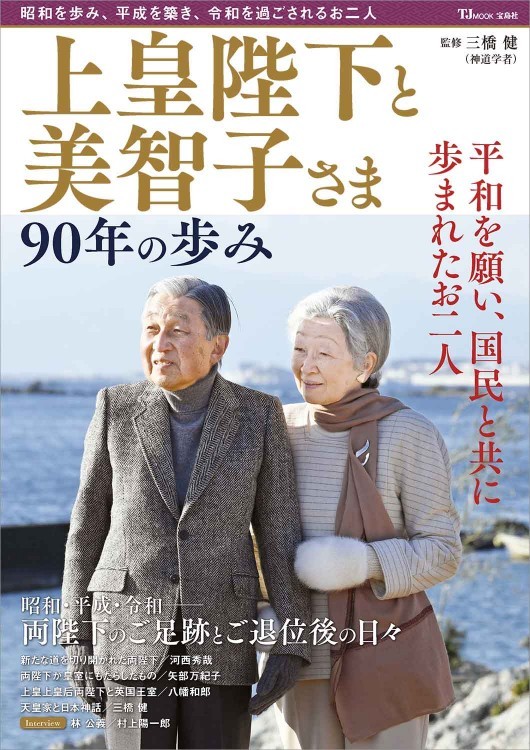 昭和を歩み、平成を築き、令和を過ごされるお二人
TJMOOK 宝島社
監修 三橋 健
(神道学者)
上皇陛下と
美智子さま
90年の歩み
平和を願い、国民と共に
歩まれたお二人
昭和・平成・令和――
両陛下のご足跡とご退位後の日々
新たな道を切り開かれた両陛下/河西秀哉
両陛下が皇室にもたらしたもの/矢部万紀子
上皇上皇后両陛下と英国王室/八幡和郎
天皇家と日本神話/三橋 健
Interview 林 公義/村上陽一郎